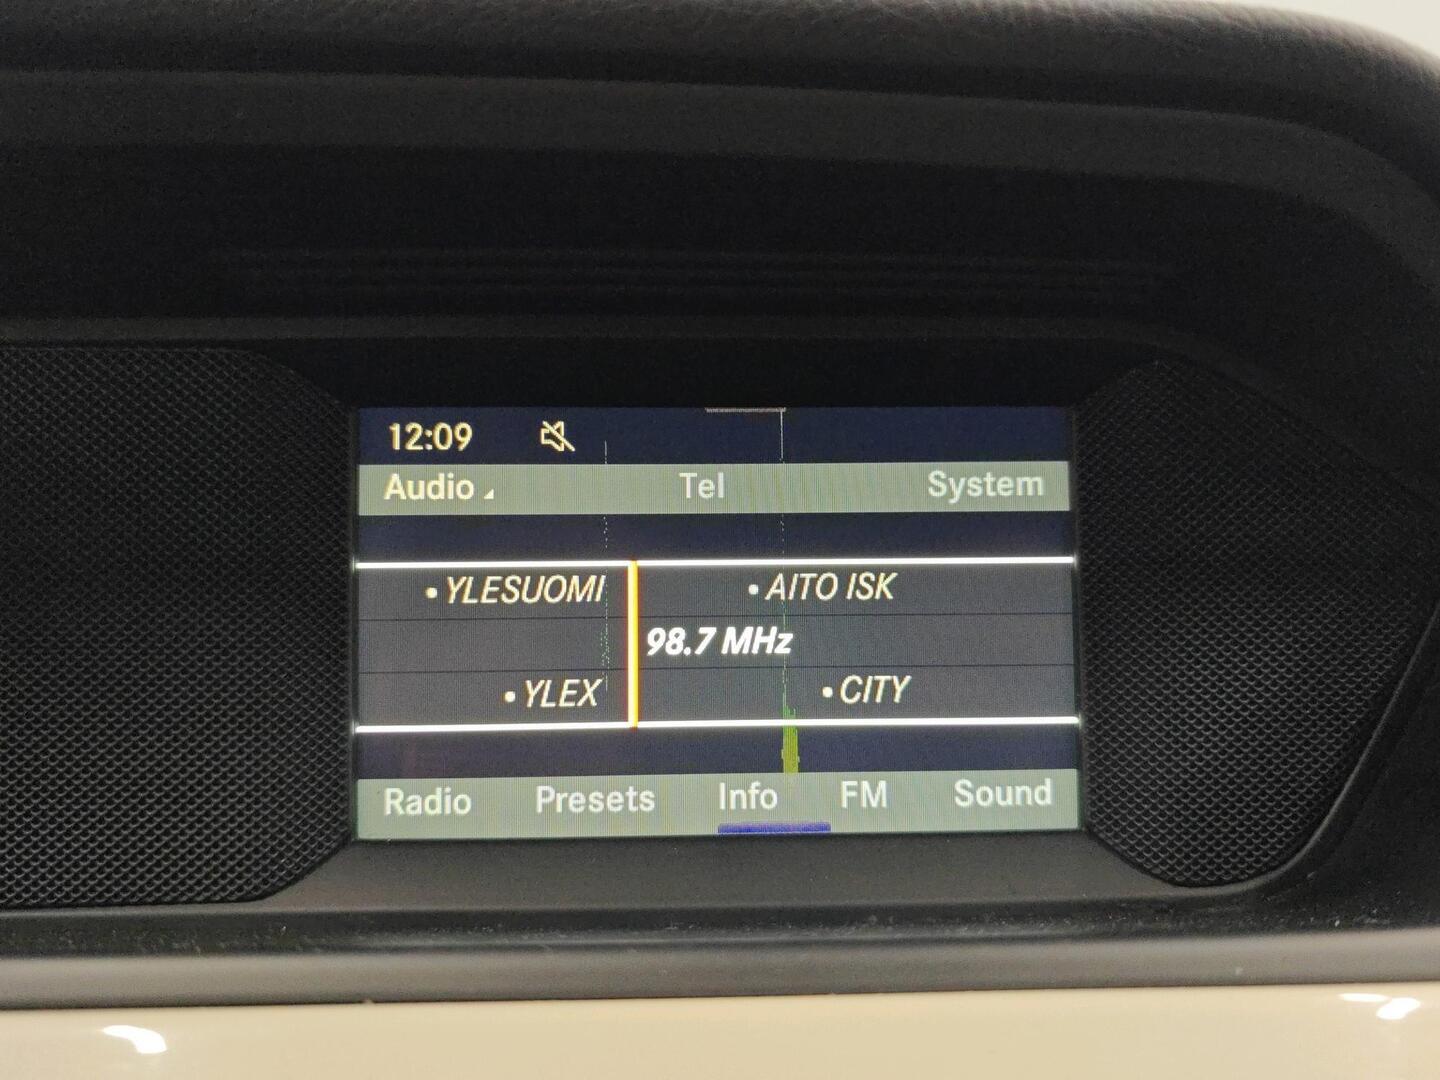 12:09
Audio Tel System
• YLESUOMI • AITO ISK
98.7 MHz
• YLEX • CITY
Radio Presets Info FM Sound